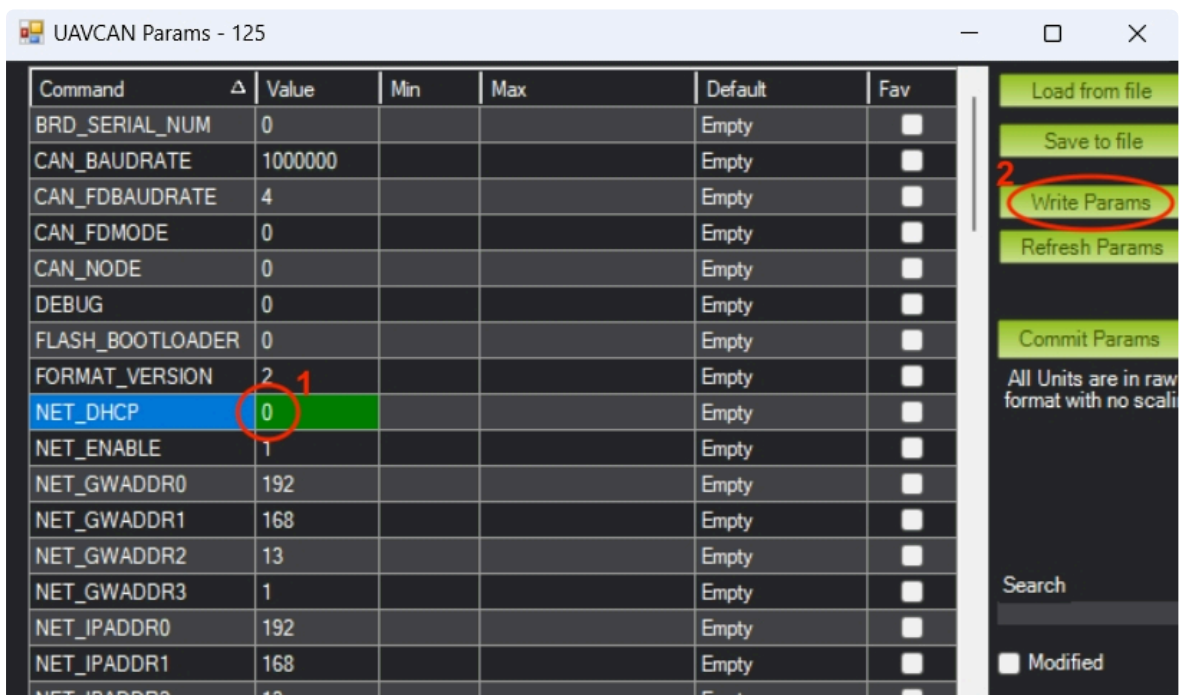 UAVCAN Params - 125
Command Value Min Max Default Fav
BRD_SERIAL_NUM 0 Empty
CAN_BAUDRATE 1000000 Empty
CAN_FDBAUDRATE 4 Empty
CAN_FDMODE 0 Empty
CAN_NODE 0 Empty
DEBUG 0 Empty
FLASH_BOOTLOADER 0 Empty
FORMAT_VERSION 2 Empty
1
NET_DHCP 0 Empty
NET_ENABLE 1 Empty
NET_GWADDR0 192 Empty
NET_GWADDR1 168 Empty
NET_GWADDR2 13 Empty
NET_GWADDR3 1 Empty
NET_IPADDR0 192 Empty
NET_IPADDR1 168 Empty
Load from file
Save to file
2
Write Params
Refresh Params
Commit Params
All Units are in raw
format with no scali
Search
Modified